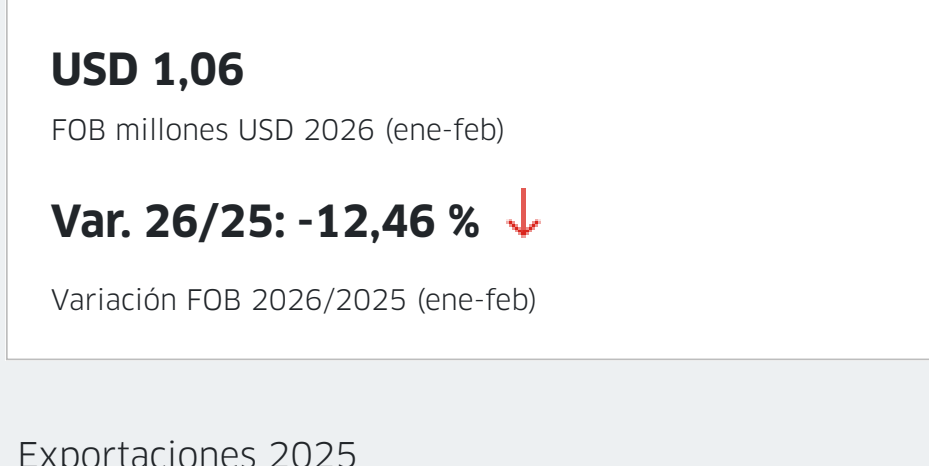 USD 1,06
FOB millones USD 2026 (ene-feb)
Var. 26/25: -12,46 %
Variación FOB 2026/2025 (ene-feb)
Exportaciones 2025